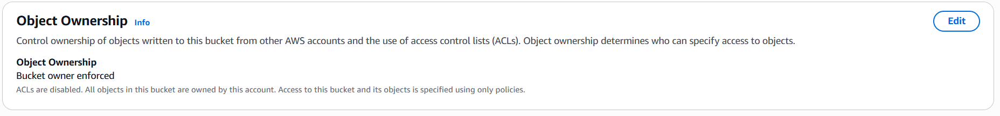 Object Ownership Info
Edit
Control ownership of objects written to this bucket from other AWS accounts and the use of access control lists (ACLs). Object ownership determines who can specify access to objects.
Object Ownership
Bucket owner enforced
ACLs are disabled. All objects in this bucket are owned by this account. Access to this bucket and its objects is specified using only policies.